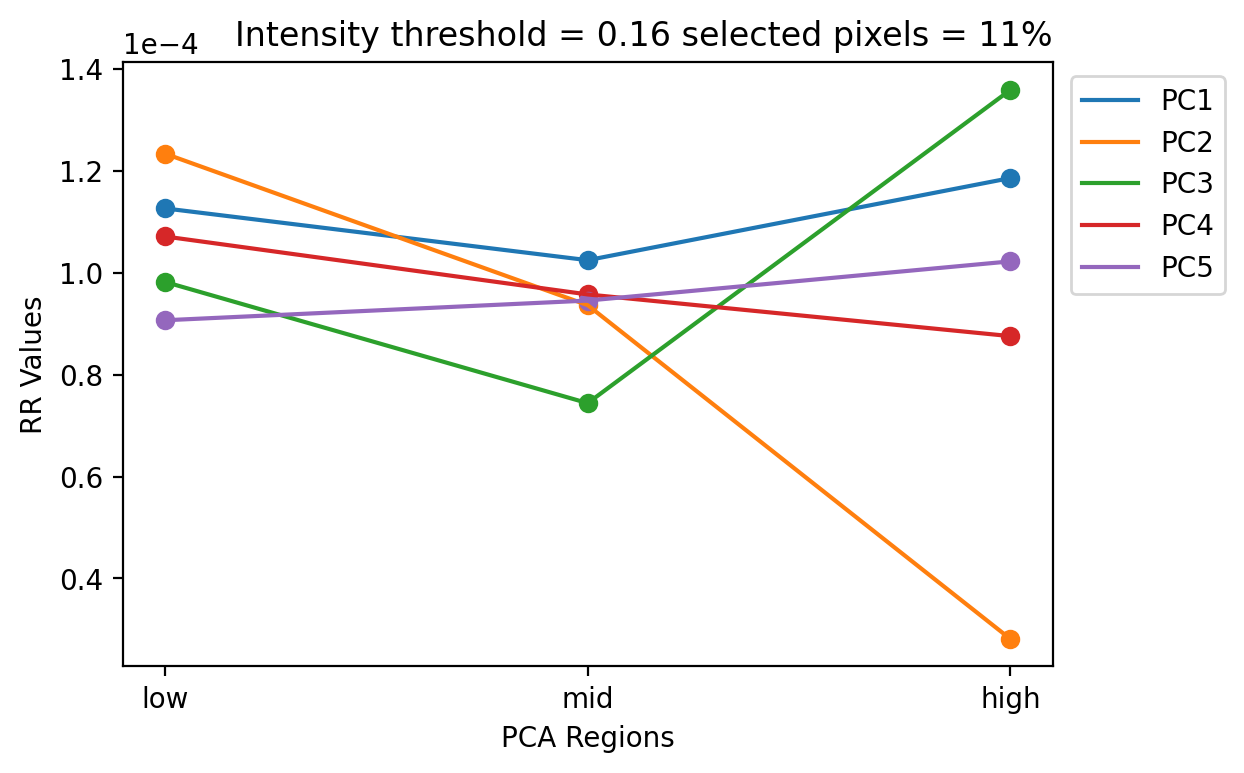 Intensity threshold = 0.16 selected pixels = 11%
1e−4
1.4
1.2
1.0
0.8
0.6
0.4
RR Values
low mid high
PCA Regions
PC1
PC2
PC3
PC4
PC5